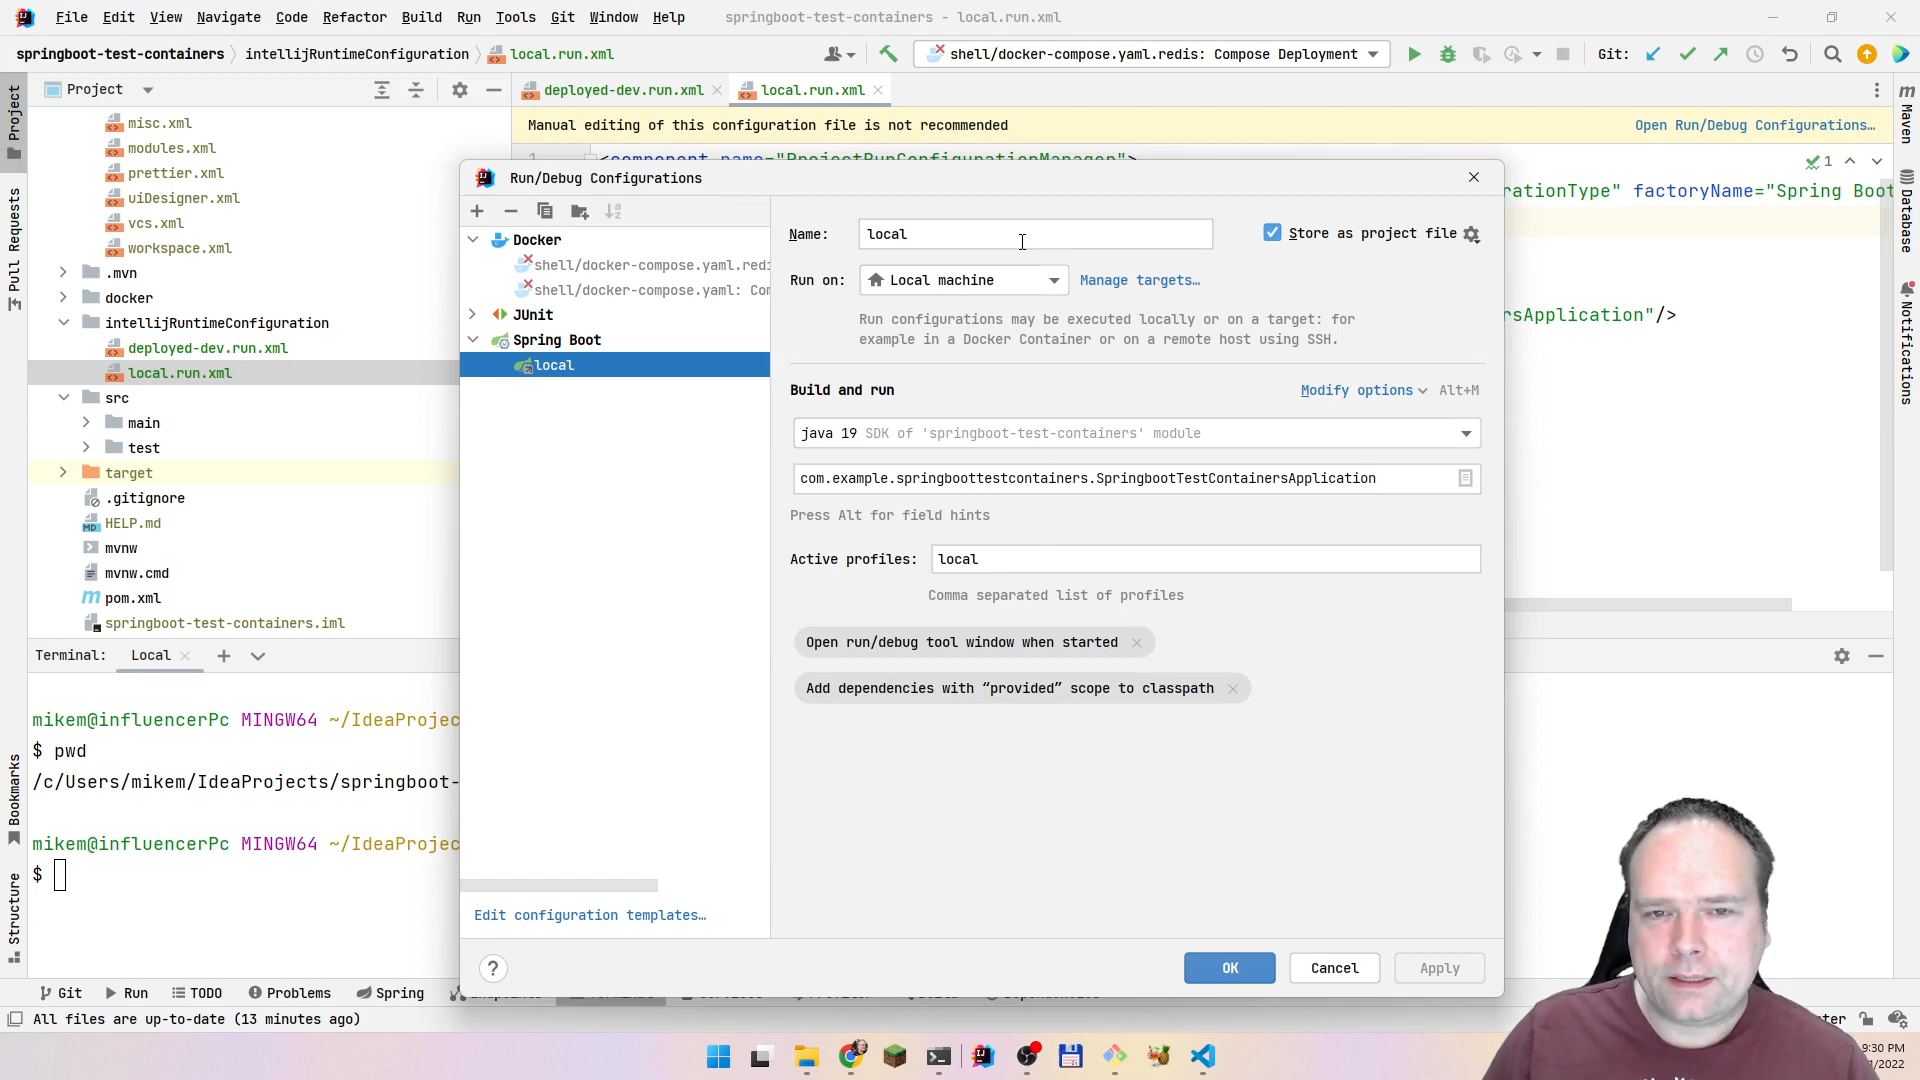 File Edit View Navigate Code Refactor Build Run Tools Git Window Help springboot-test-containers - local.run.xml
springboot-test-containers intellijRuntimeConfiguration local.run.xml shell/docker-compose.yaml.redis: Compose Deployment Git:
Project deployed-dev.run.xml local.run.xml
Manual editing of this configuration file is not recommended Open Run/Debug Configurations…
misc.xml
modules.xml
prettier.xml
uiDesigner.xml
vcs.xml
workspace.xml
.mvn
docker
intellijRuntimeConfiguration
deployed-dev.run.xml
local.run.xml
src
main
test
target
.gitignore
HELP.md
mvnw
mvnw.cmd
pom.xml
springboot-test-containers.iml
Project
Pull Requests
Bookmarks
Structure
Maven
Database
Notifications
1 <component name="ProjectRunConfigurationManager">
1
rationType" factoryName="Spring Boot
rsApplication"/>
Run/Debug Configurations
Docker
shell/docker-compose.yaml.redi
shell/docker-compose.yaml: Com
JUnit
Spring Boot
local
Edit configuration templates…
Name: local Store as project file
Run on: Local machine Manage targets…
Run configurations may be executed locally or on a target: for
example in a Docker Container or on a remote host using SSH.
Build and run Modify options Alt+M
java 19 SDK of 'springboot-test-containers' module
com.example.springboottestcontainers.SpringbootTestContainersApplication
Press Alt for field hints
Active profiles: local
Comma separated list of profiles
Open run/debug tool window when started
Add dependencies with “provided” scope to classpath
? OK Cancel Apply
Terminal: Local
mikem@influencerPc MINGW64 ~/IdeaProjec
$ pwd
/c/Users/mikem/IdeaProjects/springboot-
mikem@influencerPc MINGW64 ~/IdeaProjec
$
Git Run TODO Problems Spring
All files are up-to-date (13 minutes ago)
9:30 PM
/2022